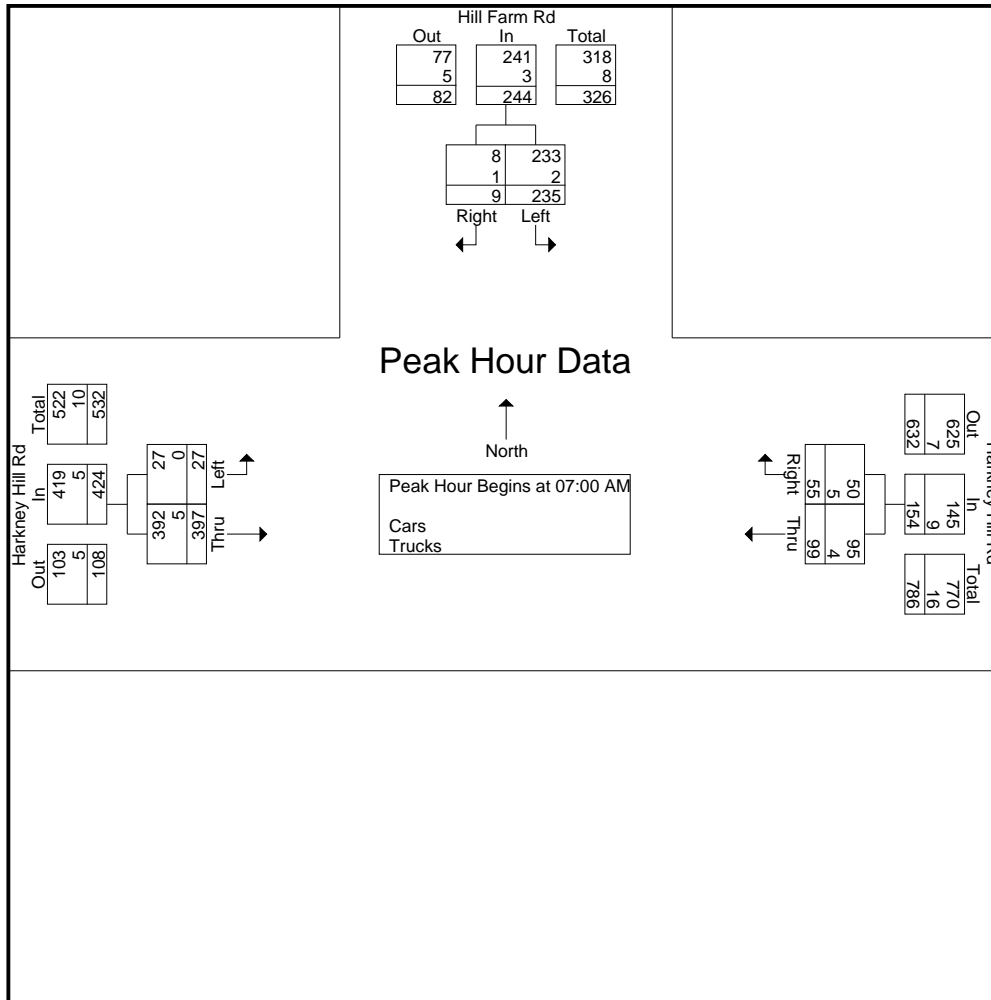 Hill Farm Rd
Out In Total
77 241 318
5 3 8
82 244 326
8 233
1 2
9 235
Right Left
Peak Hour Data
North
Peak Hour Begins at 07:00 AM
Cars
Trucks
Harkney Hill Rd
Total In Out
522 419 103
10 5 5
532 424 108
27 392
0 5
27 397
Left Thru
Harkney Hill Rd
Out In Total
625 145 770
7 9 16
632 154 786
50 95
5 4
55 99
Right Thru